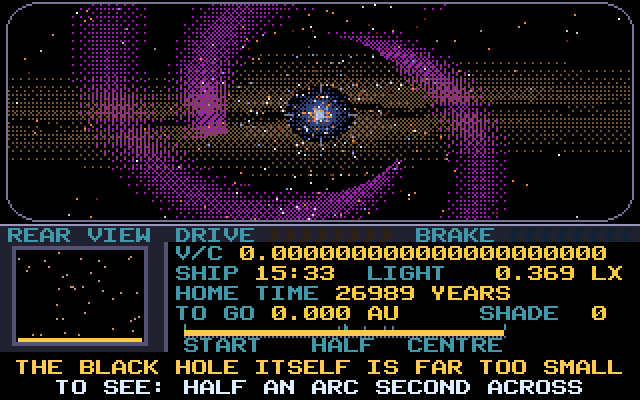 REAR VIEW DRIVE BRAKE
V/C 0.00000000000000000000
SHIP 15:33 LIGHT 0.369 LX
HOME TIME 26989 YEARS
TO GO 0.000 AU SHADE 0
START HALF CENTRE
THE BLACK HOLE ITSELF IS FAR TOO SMALL
TO SEE: HALF AN ARC SECOND ACROSS